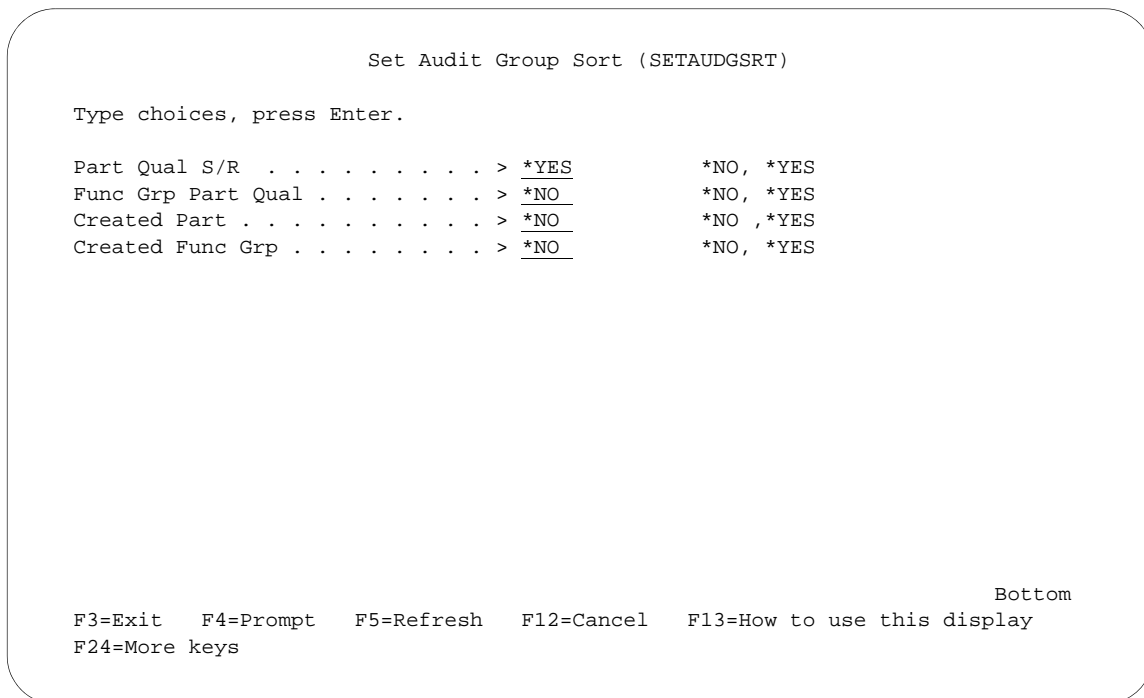 Set Audit Group Sort (SETAUDGSRT)
Type choices, press Enter.
Part Qual S/R . . . . . . . . . > *YES *NO, *YES
Func Grp Part Qual . . . . . . . > *NO *NO, *YES
Created Part . . . . . . . . . . > *NO *NO ,*YES
Created Func Grp . . . . . . . . > *NO *NO, *YES
Bottom
F3=Exit F4=Prompt F5=Refresh F12=Cancel F13=How to use this display
F24=More keys